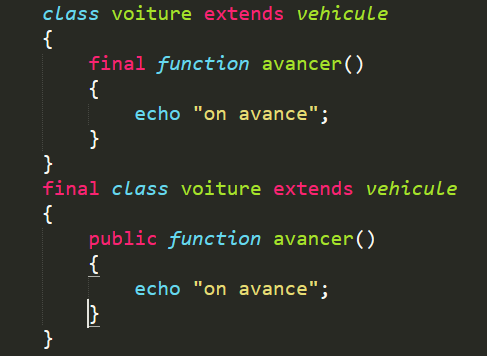 class voiture extends vehicule
{
    final function avancer()
    {
        echo "on avance";
    }
}
final class voiture extends vehicule
{
    public function avancer()
    {
        echo "on avance";
    }
}